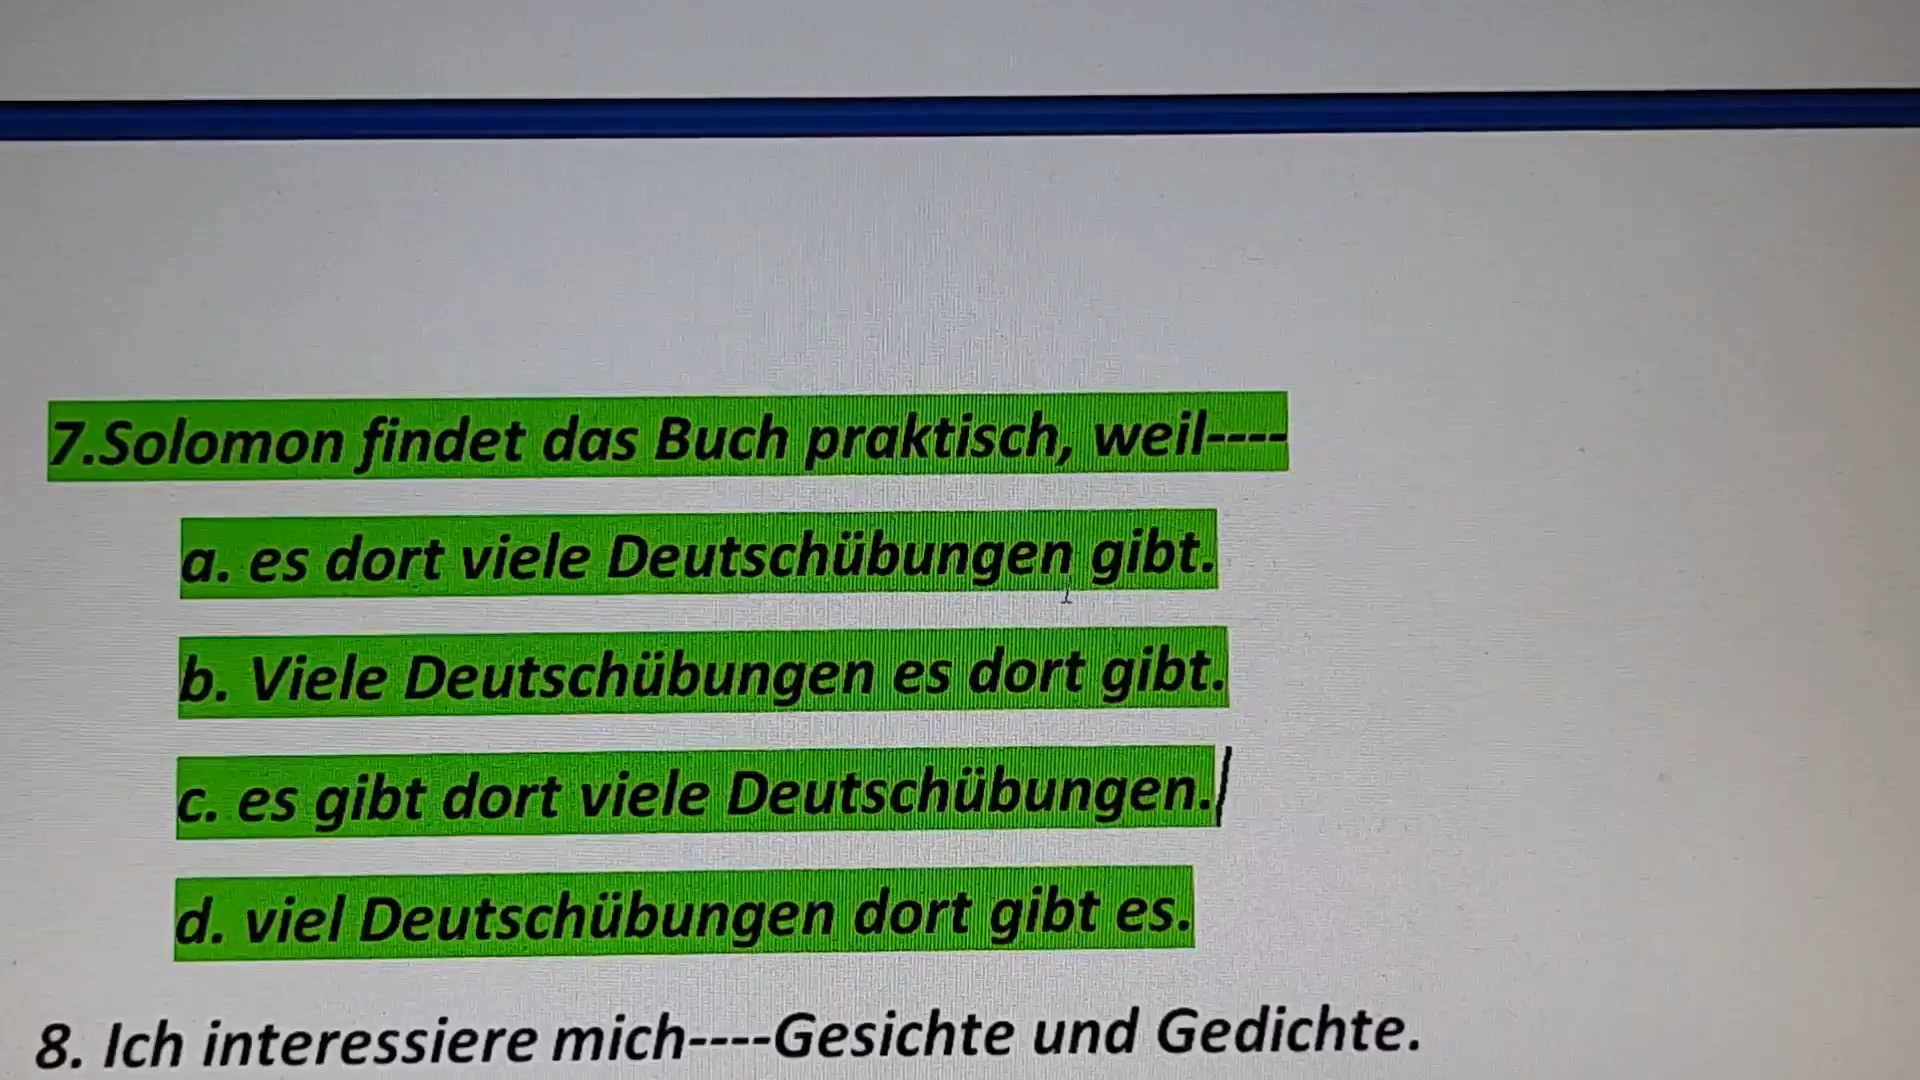 7.Solomon findet das Buch praktisch, weil----
a. es dort viele Deutschübungen gibt.
b. Viele Deutschübungen es dort gibt.
c. es gibt dort viele Deutschübungen.
d. viel Deutschübungen dort gibt es.
8. Ich interessiere mich----Gesichte und Gedichte.